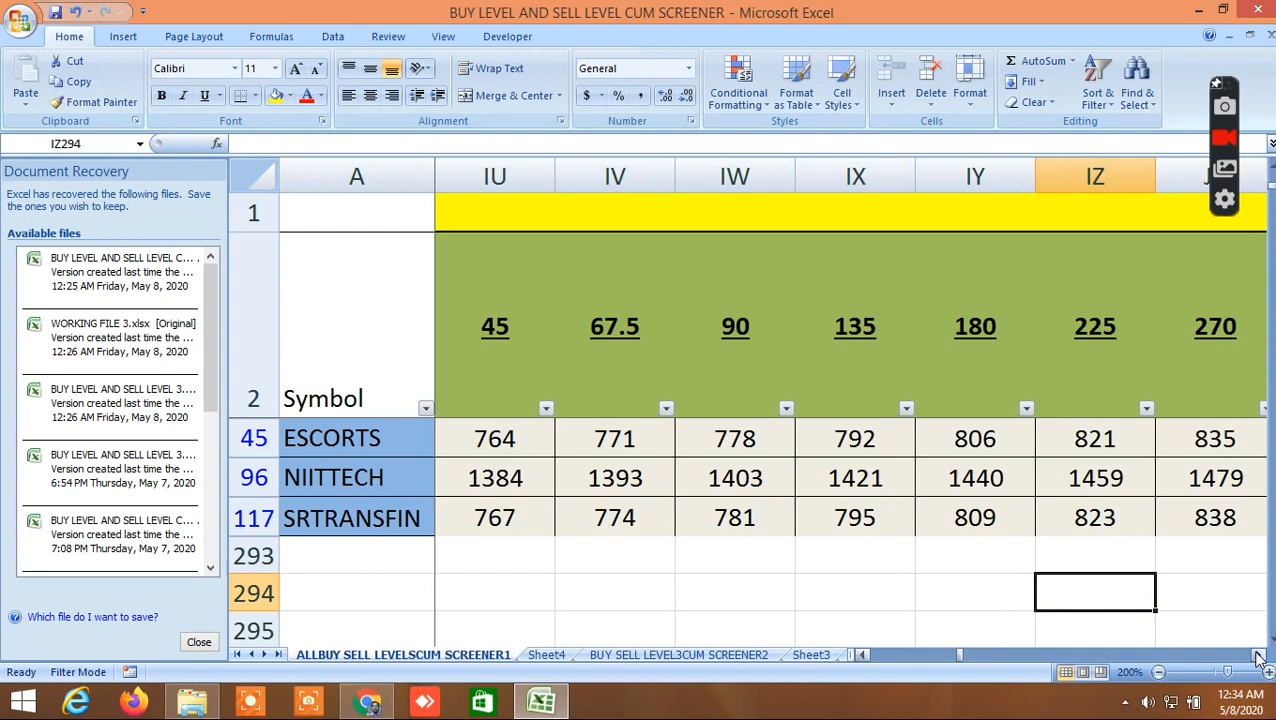 BUY LEVEL AND SELL LEVEL CUM SCREENER - Microsoft Excel
Home Insert Page Layout Formulas Data Review View Developer
Paste Cut Copy Format Painter
Calibri 11 B I U
Wrap Text Merge & Center
General $ % ,
Conditional Formatting Format as Table Cell Styles
Insert Delete Format
Σ AutoSum Fill Clear Sort & Filter Find & Select
Clipboard Font Alignment Number Styles Cells Editing
IZ294 fx
Document Recovery
Excel has recovered the following files. Save
the ones you wish to keep.
Available files
BUY LEVEL AND SELL LEVEL C... .
Version created last time the ...
12:25 AM Friday, May 8, 2020
WORKING FILE 3.xlsx [Original]
Version created last time the ...
12:26 AM Friday, May 8, 2020
BUY LEVEL AND SELL LEVEL 3....
Version created last time the ...
12:26 AM Friday, May 8, 2020
BUY LEVEL AND SELL LEVEL 3....
Version created last time the ...
6:54 PM Thursday, May 7, 2020
BUY LEVEL AND SELL LEVEL C... .
Version created last time the ...
7:08 PM Thursday, May 7, 2020
Which file do I want to save?
Close
A IU IV IW IX IY IZ
1
2 Symbol 45 67.5 90 135 180 225 270
45 ESCORTS 764 771 778 792 806 821 835
96 NIITTECH 1384 1393 1403 1421 1440 1459 1479
117 SRTRANSFIN 767 774 781 795 809 823 838
293
294
295
ALLBUY SELL LEVELSCUM SCREENER1 Sheet4 BUY SELL LEVEL3CUM SCREENER2 Sheet3
Ready Filter Mode 200%
12:34 AM
5/8/2020